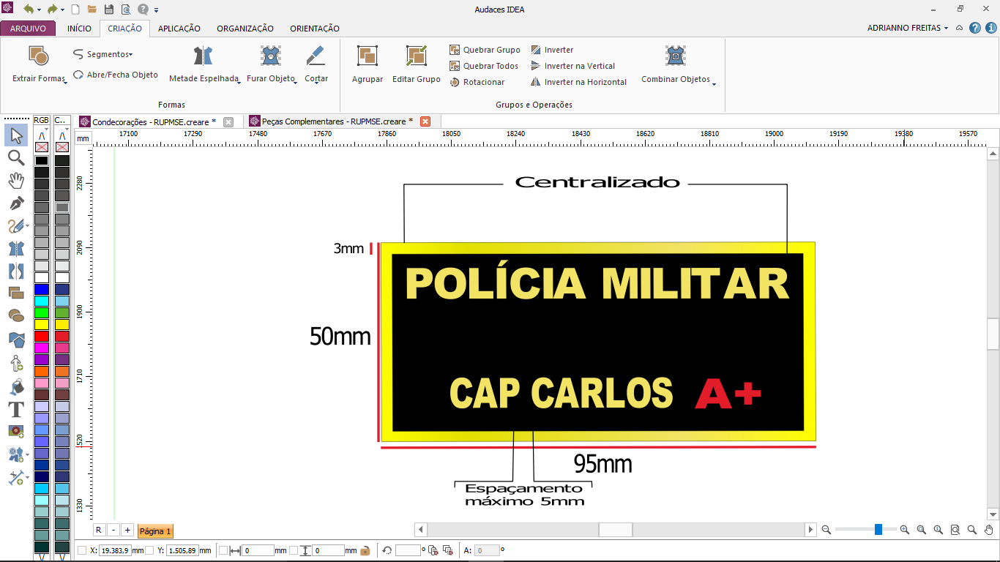 Audaces IDEA
ARQUIVO INÍCIO CRIAÇÃO APLICAÇÃO ORGANIZAÇÃO ORIENTAÇÃO ADRIANNO FREITAS
Extrair Formas
Segmentos
Abre/Fecha Objeto
Metade Espelhada
Furar Objeto
Cortar
Formas
Agrupar
Editar Grupo
Quebrar Grupo
Quebrar Todos
Rotacionar
Inverter
Inverter na Vertical
Inverter na Horizontal
Combinar Objetos
Grupos e Operações
RGB C..
Condecorações - RUPMSE.creare *
Peças Complementares - RUPMSE.creare *
mm
17100 17290 17480 17670 17860 18050 18240 18430 18620 18810 19000 19190 19380 19570
2280
2090
1900
1710
1520
1330
Centralizado
3mm
POLÍCIA MILITAR
50mm
CAP CARLOS A+
95mm
Espaçamento
máximo 5mm
R - + Página 1
X: 19.383,9 mm Y: 1.505,89 mm 0 mm 0 mm º A: 0 º